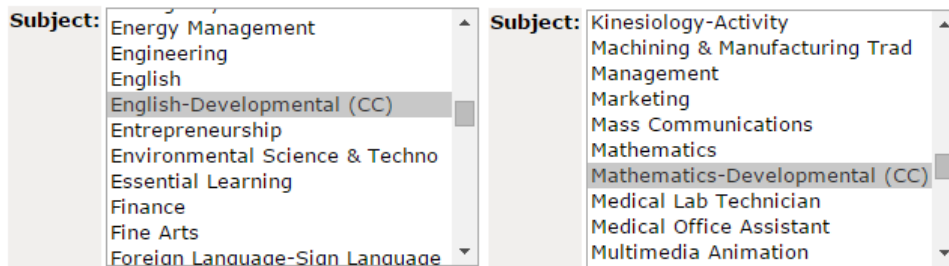 Subject:
Energy Management
Engineering
English
English-Developmental (CC)
Entrepreneurship
Environmental Science & Techno
Essential Learning
Finance
Fine Arts
Foreign Language-Sign Language
Subject:
Kinesiology-Activity
Machining & Manufacturing Trad
Management
Marketing
Mass Communications
Mathematics
Mathematics-Developmental (CC)
Medical Lab Technician
Medical Office Assistant
Multimedia Animation